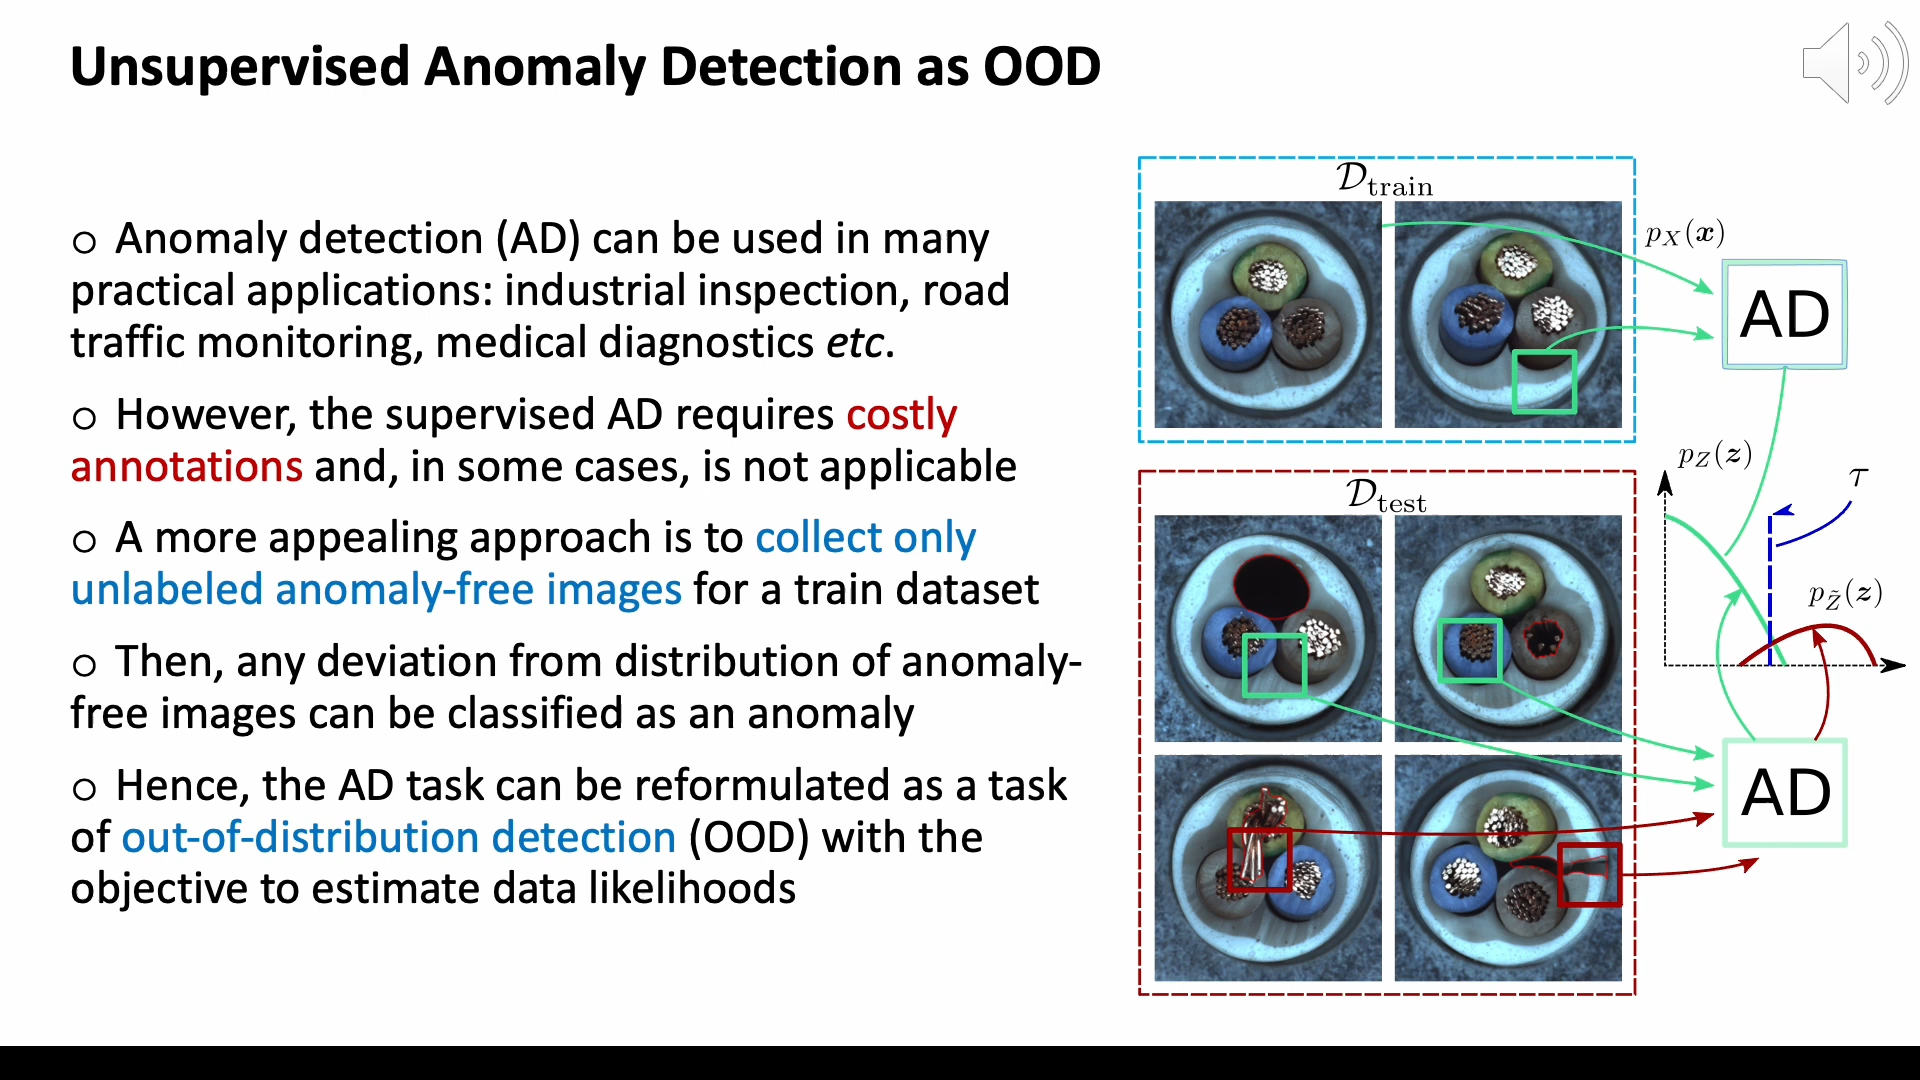 Unsupervised Anomaly Detection as OOD
○ Anomaly detection (AD) can be used in many
practical applications: industrial inspection, road
traffic monitoring, medical diagnostics etc.
○ However, the supervised AD requires costly
annotations and, in some cases, is not applicable
○ A more appealing approach is to collect only
unlabeled anomaly-free images for a train dataset
○ Then, any deviation from distribution of anomaly-
free images can be classified as an anomaly
○ Hence, the AD task can be reformulated as a task
of out-of-distribution detection (OOD) with the
objective to estimate data likelihoods
𝒟train
pX(x)
AD
pZ(z)
τ
pZ̃(z)
𝒟test
AD